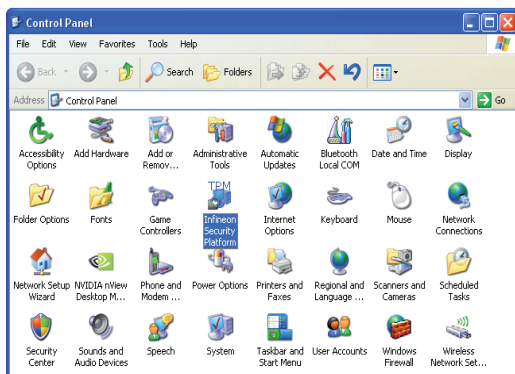 Control Panel
File Edit View Favorites Tools Help
Back Search Folders
Address Control Panel Go
Accessibility Options
Add Hardware
Add or Remov...
Administrative Tools
Automatic Updates
Bluetooth Local COM
Date and Time
Display
Folder Options
Fonts
Game Controllers
TPM
Infineon Security Platform
Internet Options
Keyboard
Mouse
Network Connections
Network Setup Wizard
NVIDIA nView Desktop M...
Phone and Modem ...
Power Options
Printers and Faxes
Regional and Language ...
Scanners and Cameras
Scheduled Tasks
Security Center
Sounds and Audio Devices
Speech
System
Taskbar and Start Menu
User Accounts
Windows Firewall
Wireless Network Set...